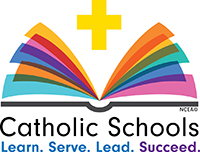 NCEA©
Catholic Schools
Learn. Serve. Lead. Succeed.